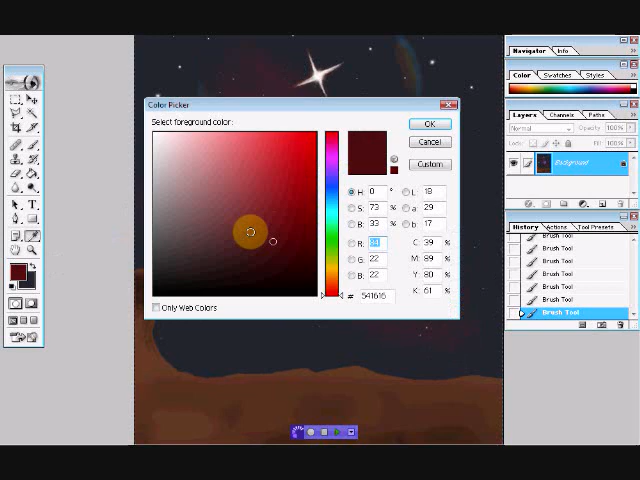 Color Picker
Select foreground color:
OK
Cancel
Custom
H: 0 °
L: 18
S: 73 %
a: 29
B: 33 %
b: 17
R: 84
C: 39 %
G: 22
M: 89 %
B: 22
Y: 80 %
# 541616
K: 61 %
Only Web Colors
Navigator
Info
Color
Swatches
Styles
Layers
Channels
Paths
Normal
Opacity: 100%
Lock:
Fill: 100%
Background
History
Actions
Tool Presets
Brush Tool
Brush Tool
Brush Tool
Brush Tool
Brush Tool
Brush Tool
Brush Tool